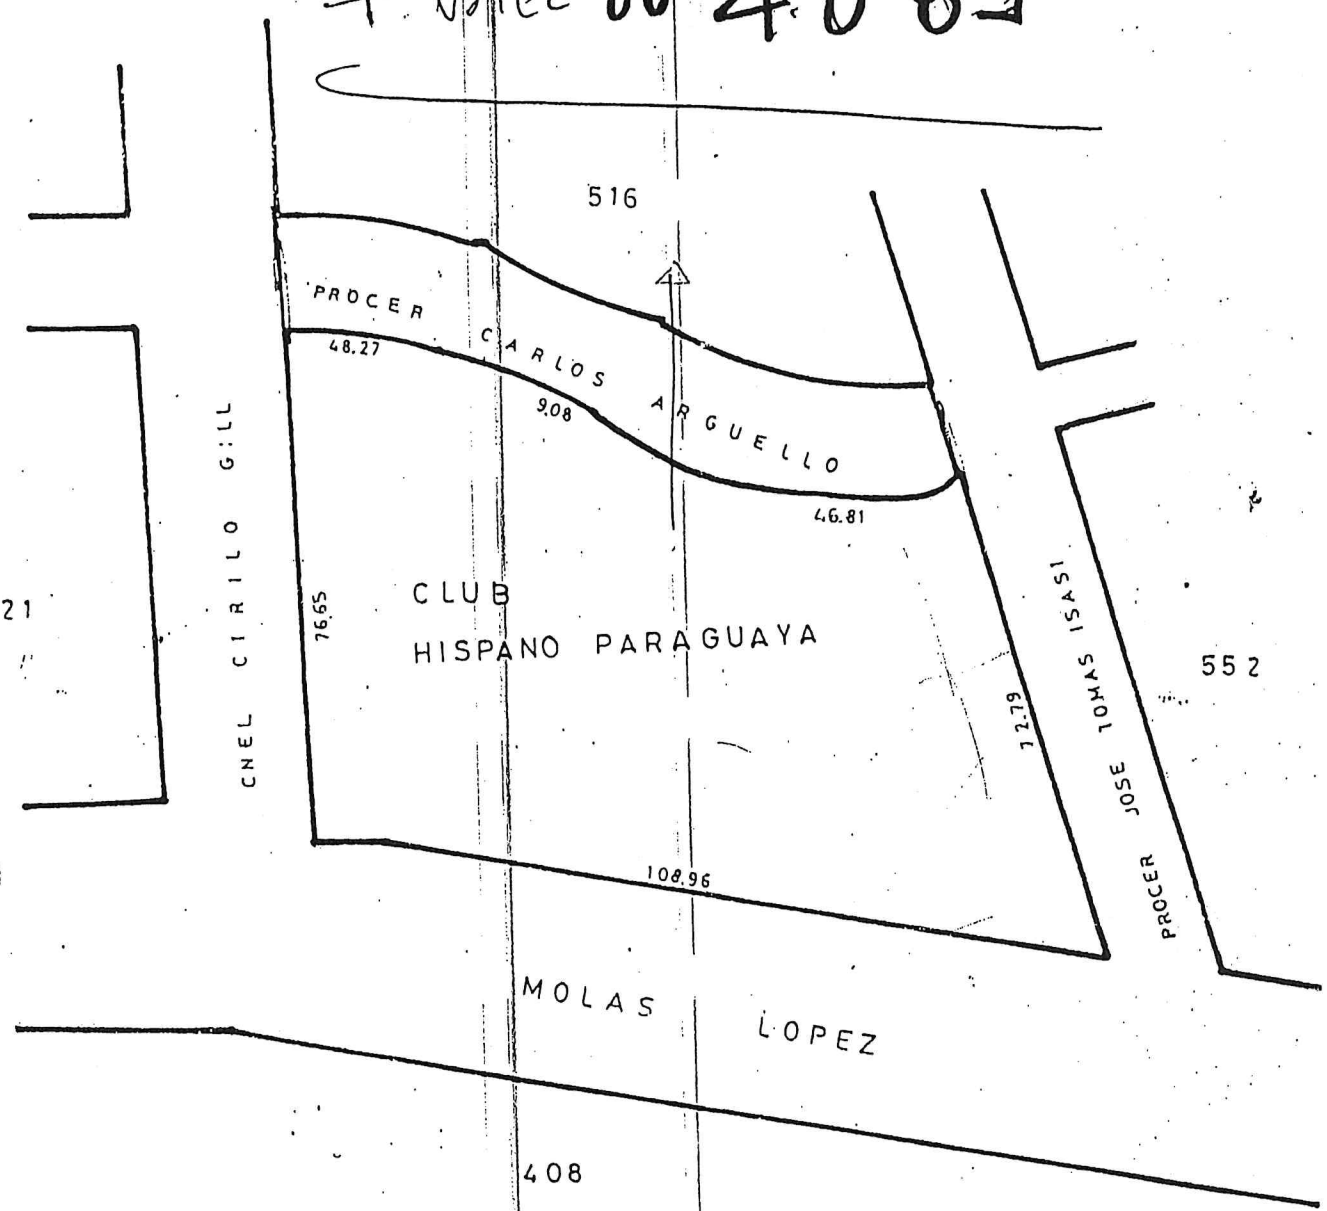 516
PROCER CARLOS ARGUELLO
48.27
9.08
46.81
CNEL CIRILO GILL
76.65
CLUB
HISPANO PARAGUAYA
21
552
72.79
PROCER JOSE TOMAS ISASI
108.96
MOLAS LOPEZ
408